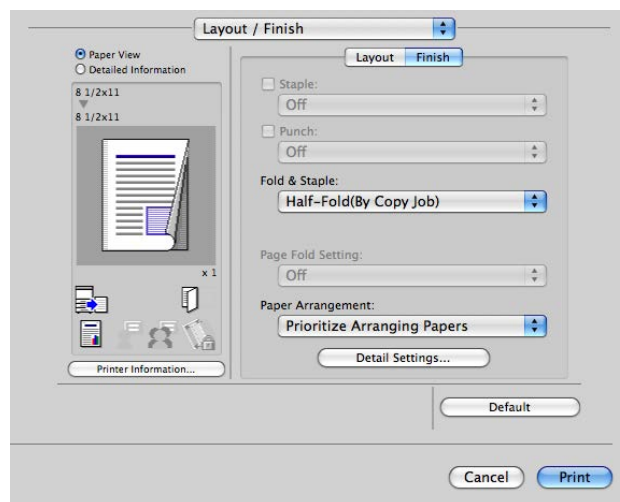 Layout / Finish
Paper View
Detailed Information
8 1/2x11
8 1/2x11
x 1
Printer Information...
Layout Finish
Staple:
Off
Punch:
Off
Fold & Staple:
Half-Fold(By Copy Job)
Page Fold Setting:
Off
Paper Arrangement:
Prioritize Arranging Papers
Detail Settings...
Default
Cancel Print